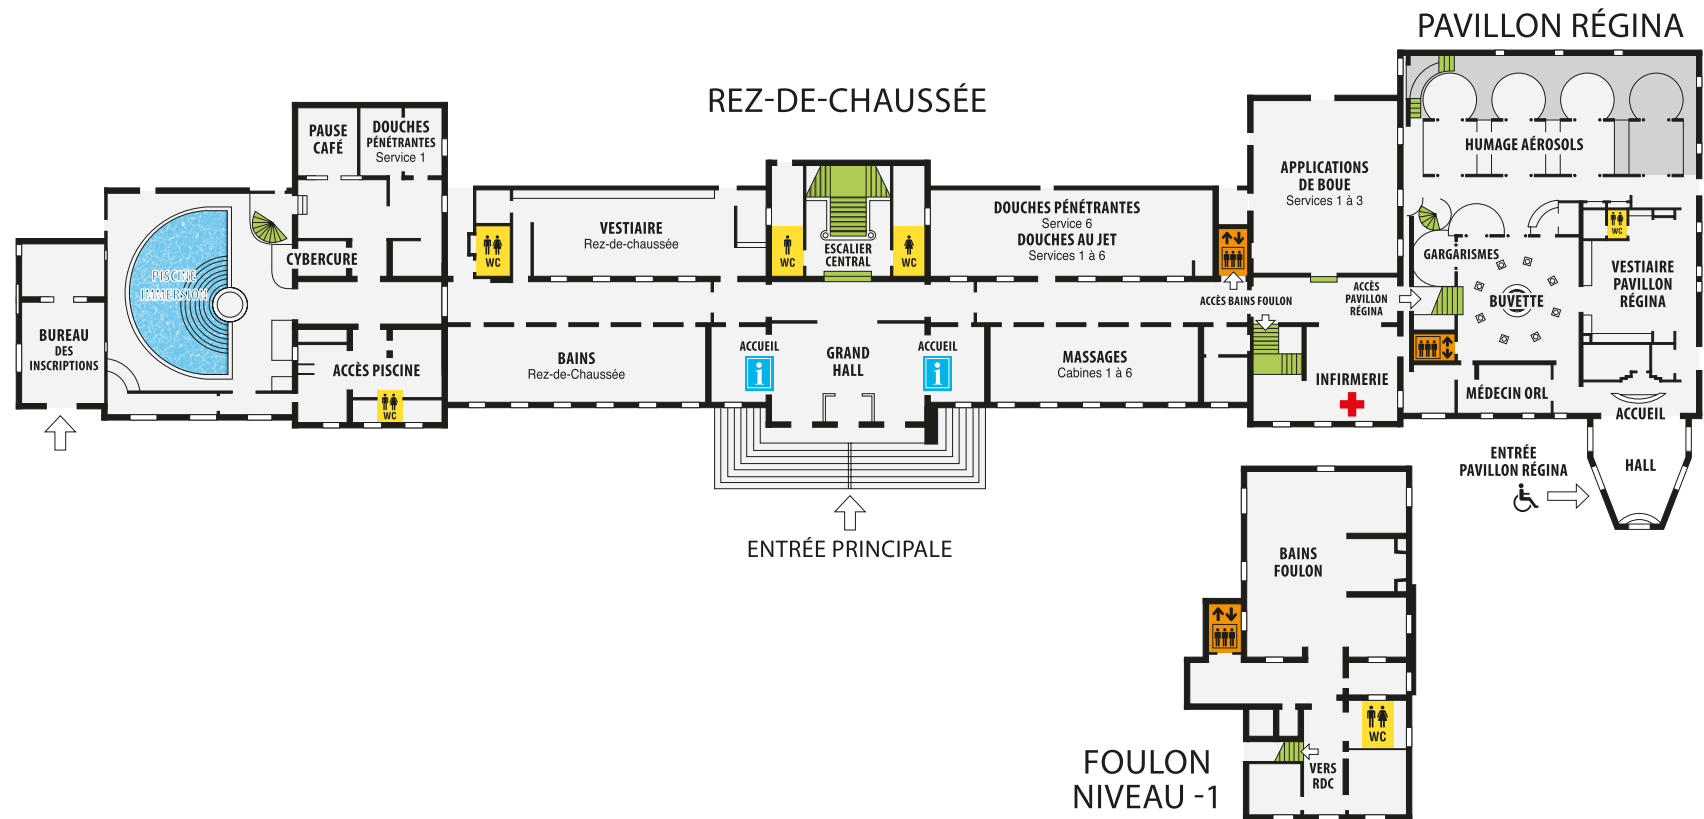 PAVILLON RÉGINA
REZ-DE-CHAUSSÉE
PAUSE
CAFÉ
DOUCHES
PÉNÉTRANTES
Service 1
HUMAGE AÉROSOLS
APPLICATIONS
DE BOUE
Services 1 à 3
VESTIAIRE
Rez-de-chaussée
WC
WC
ESCALIER
CENTRAL
WC
DOUCHES PÉNÉTRANTES
Service 6
DOUCHES AU JET
Services 1 à 6
WC
GARGARISMES
CYBERCURE
PISCINE
IMMERSION
VESTIAIRE
PAVILLON
RÉGINA
ACCÈS BAINS FOULON
ACCÈS
PAVILLON
RÉGINA
BUVETTE
BUREAU
DES
INSCRIPTIONS
ACCÈS PISCINE
WC
BAINS
Rez-de-Chaussée
ACCUEIL
i
GRAND
HALL
ACCUEIL
i
MASSAGES
Cabines 1 à 6
INFIRMERIE
MÉDECIN ORL
ACCUEIL
HALL
ENTRÉE
PAVILLON RÉGINA
ENTRÉE PRINCIPALE
BAINS
FOULON
WC
VERS
RDC
FOULON
NIVEAU -1